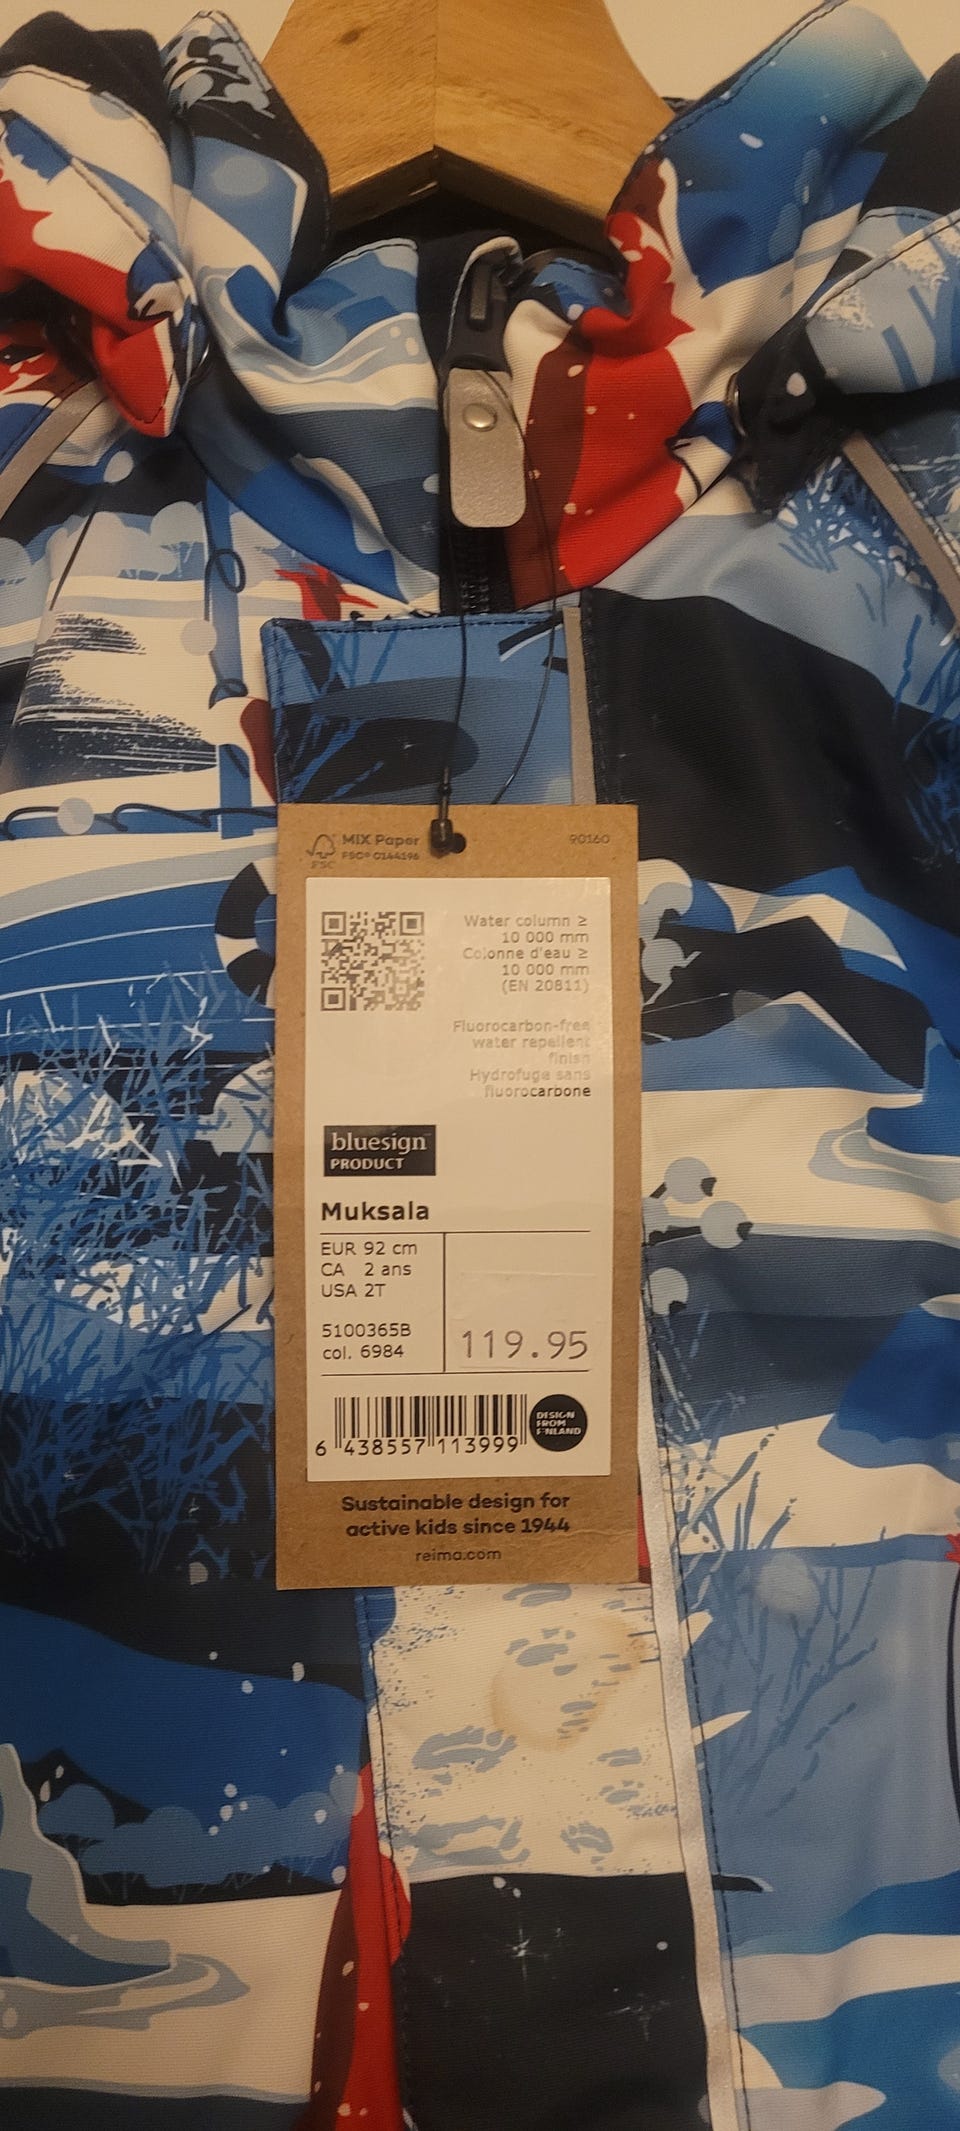 MIX Paper
FSC® C144196
FSC
90160
Water column ≥
10 000 mm
Colonne d'eau ≥
10 000 mm
(EN 20811)
Fluorocarbon-free
water repellent
finish
Hydrofuge sans
fluorocarbone
bluesign
PRODUCT
Muksala
EUR 92 cm
CA 2 ans
USA 2T
5100365B
col. 6984
119.95
6 438557 113999
DESIGN
FROM
FINLAND
Sustainable design for
active kids since 1944
reima.com